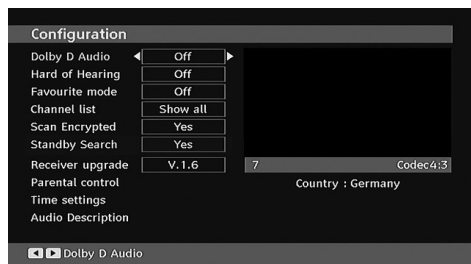 Configuration
Dolby D Audio Off
Hard of Hearing Off
Favourite mode Off
Channel list Show all
Scan Encrypted Yes
Standby Search Yes
Receiver upgrade V.1.6
Parental control
Time settings
Audio Description
7 Codec4:3
Country : Germany
Dolby D Audio